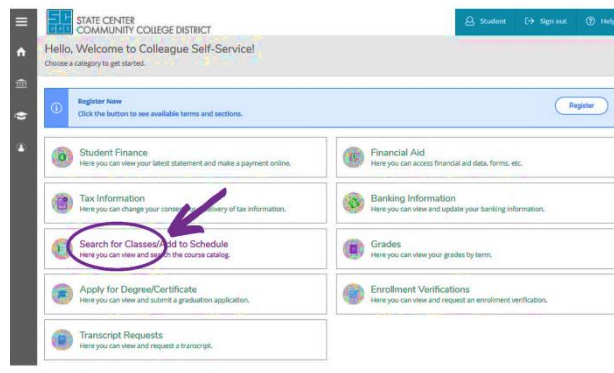 SC
CCD
STATE CENTER
COMMUNITY COLLEGE DISTRICT
Student
Sign out
Help
Hello, Welcome to Colleague Self-Service!
Choose a category to get started.
Register Now
Click the button to see available terms and sections.
Register
Student Finance
Here you can view your latest statement and make a payment online.
Financial Aid
Here you can access financial aid data, forms, etc.
Tax Information
Here you can change your consent for delivery of tax information.
Banking Information
Here you can view and update your banking information.
Search for Classes/Add to Schedule
Here you can view and search the course catalog.
Grades
Here you can view your grades by term.
Apply for Degree/Certificate
Here you can view and submit a graduation application.
Enrollment Verifications
Here you can view and request an enrollment verification.
Transcript Requests
Here you can view and request a transcript.